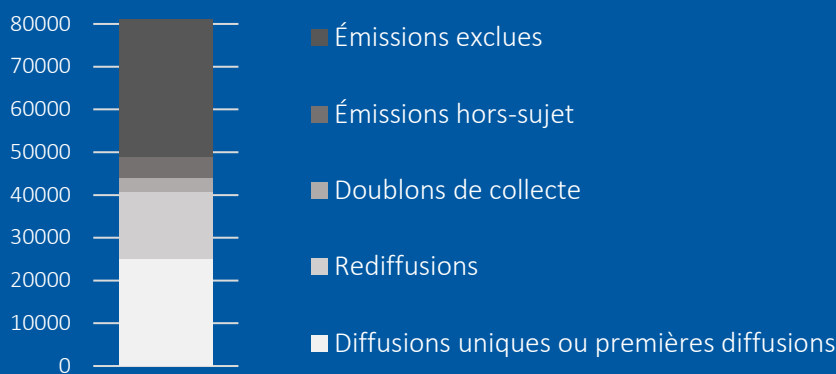 80000
70000
60000
50000
40000
30000
20000
10000
0
Émissions exclues
Émissions hors-sujet
Doublons de collecte
Rediffusions
Diffusions uniques ou premières diffusions